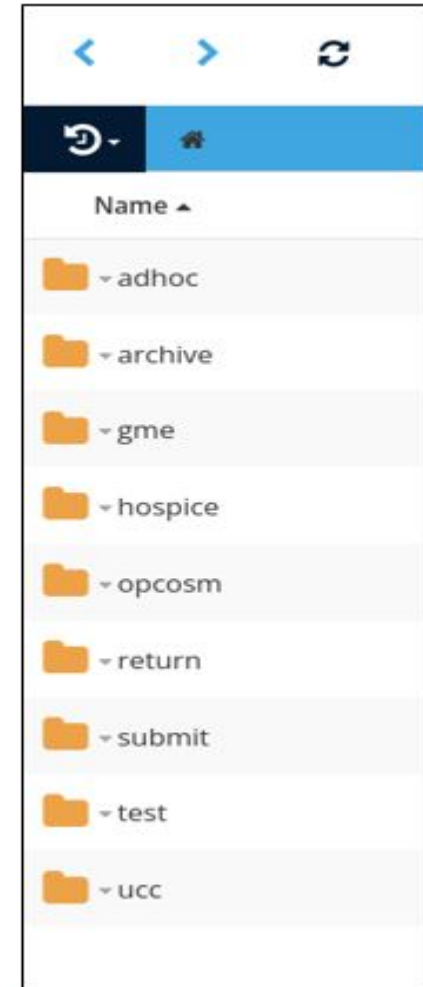 Name
adhoc
archive
gme
hospice
opcosm
return
submit
test
ucc